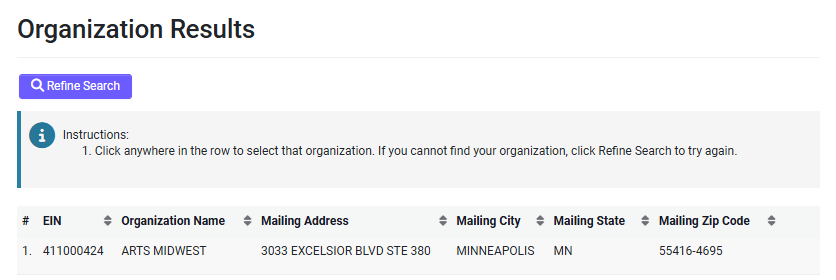 Organization Results
Refine Search
Instructions:
1. Click anywhere in the row to select that organization. If you cannot find your organization, click Refine Search to try again.
# EIN Organization Name Mailing Address Mailing City Mailing State Mailing Zip Code
1. 411000424 ARTS MIDWEST 3033 EXCELSIOR BLVD STE 380 MINNEAPOLIS MN 55416-4695